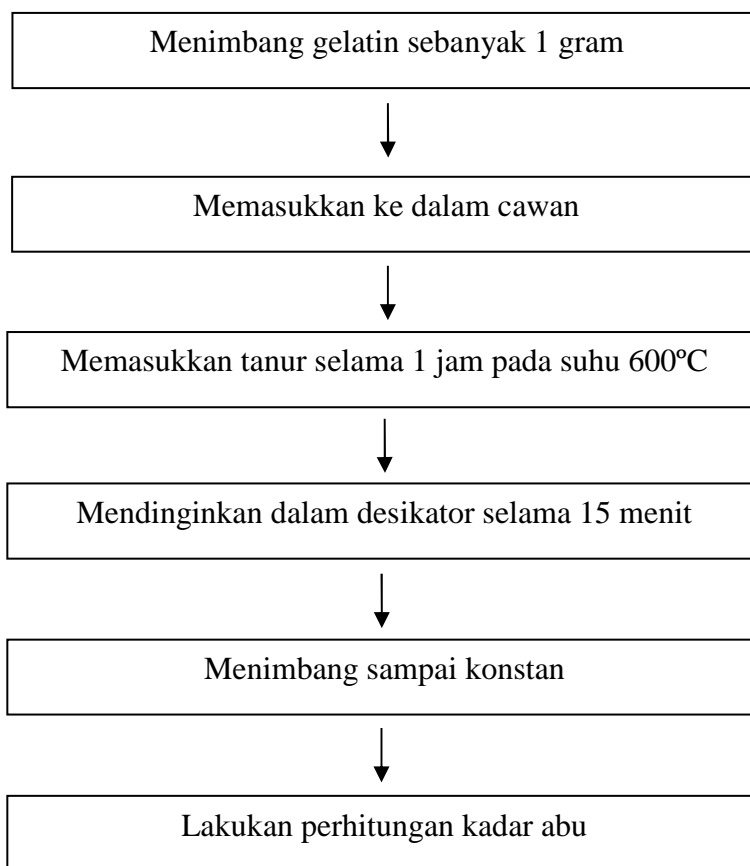 Menimbang gelatin sebanyak 1 gram
Memasukkan ke dalam cawan
Memasukkan tanur selama 1 jam pada suhu 600ºC
Mendinginkan dalam desikator selama 15 menit
Menimbang sampai konstan
Lakukan perhitungan kadar abu